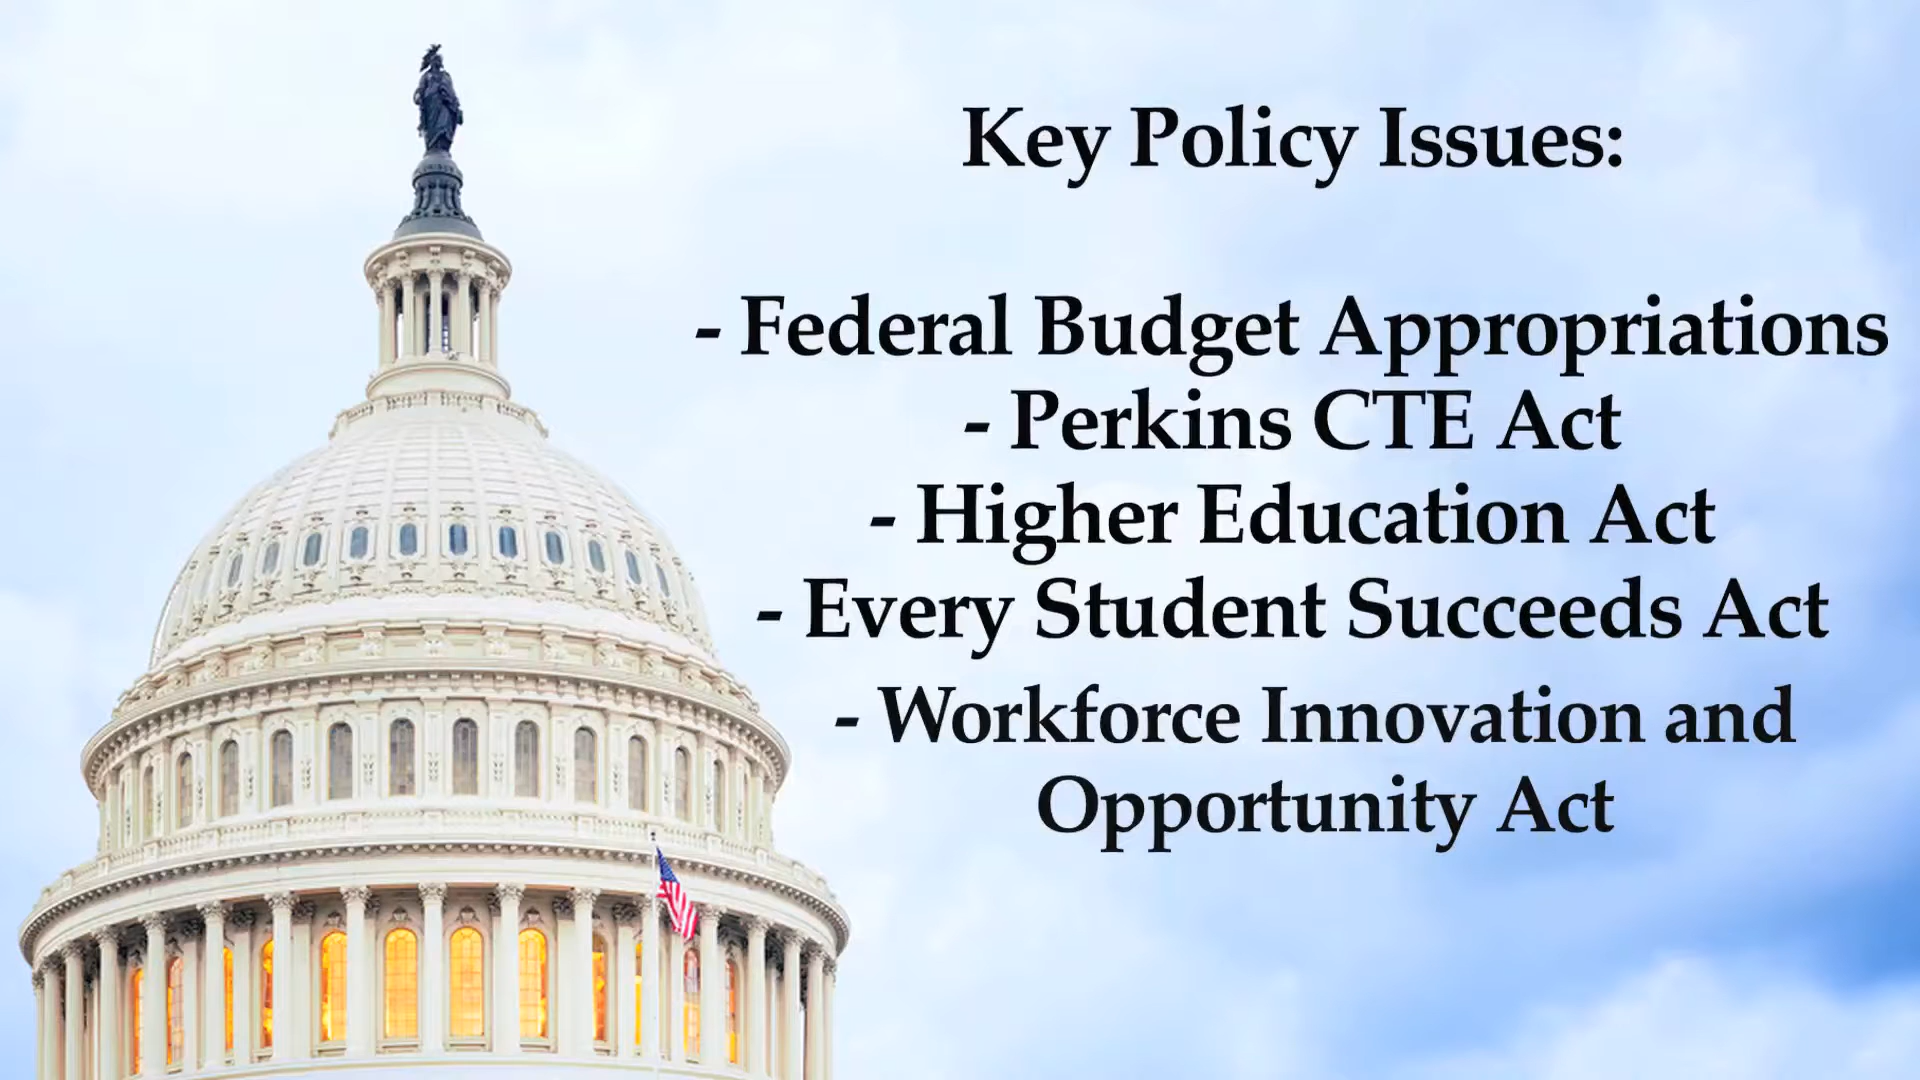 Key Policy Issues:
- Federal Budget Appropriations
- Perkins CTE Act
- Higher Education Act
- Every Student Succeeds Act
- Workforce Innovation and
Opportunity Act